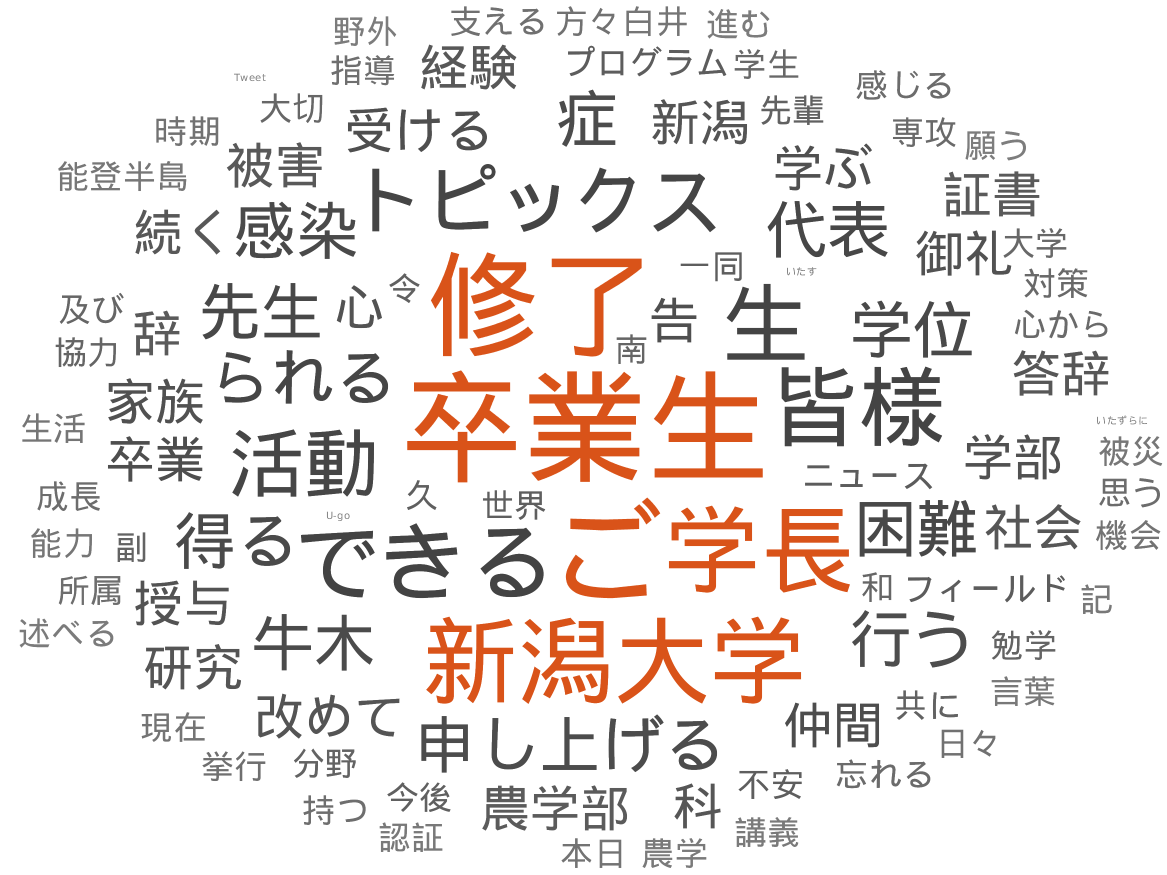 野外 支える 方々 白井 進む
指導 経験 プログラム 学生
Tweet 大切 受ける 症 新潟 先輩 感じる
時期 被害 学ぶ 専攻 願う
能登半島 トピックス 代表 証書
続く 感染 御礼 大学
令 修了 一同 いたす 対策
及び 辞 先生 心 告 生 学位 心から
協力 られる 南 答辞
家族 卒業生 皆様 いたずらに
生活 卒業 活動 ニュース 学部 被災
成長 久 世界 思う
U-go 得る できる ご学長 困難 社会 機会
能力 副
所属 授与 和 フィールド 記
述べる 牛木 新潟大学 行う 勉学
研究 言葉
現在 改めて 申し上げる 仲間 共に
挙行 分野 日々
持つ 今後 農学部 科 不安 忘れる
認証 講義
本日 農学